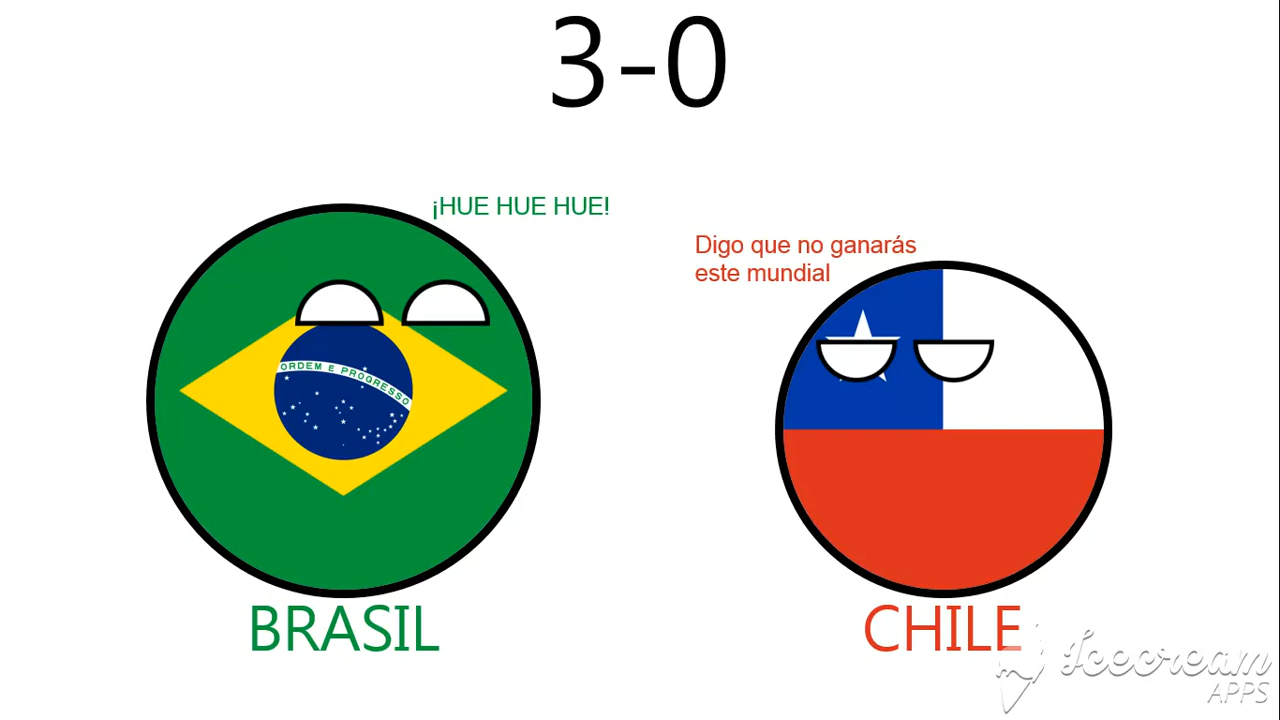 3-0
¡HUE HUE HUE!
Digo que no ganarás
este mundial
ORDEM E PROGRESSO
BRASIL
CHILE
Icecream
APPS